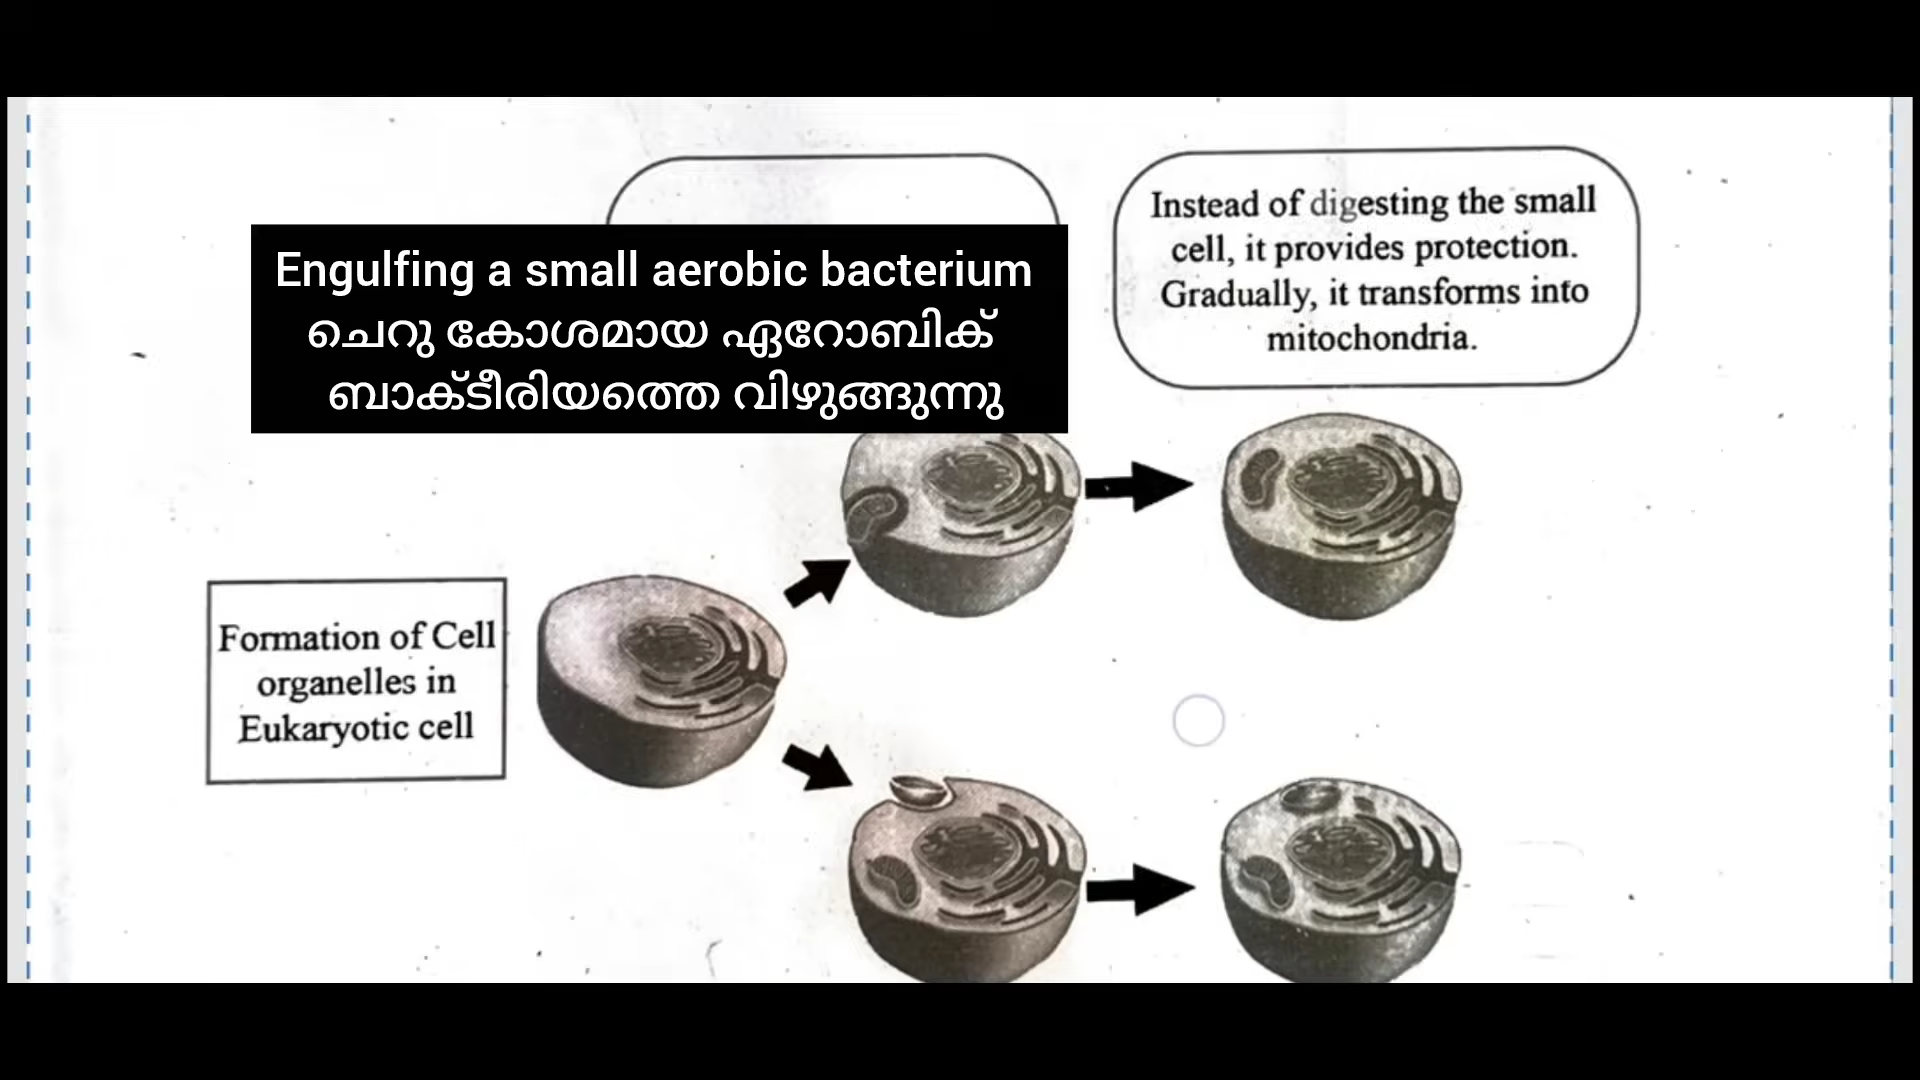 Instead of digesting the small
cell, it provides protection.
Gradually, it transforms into
mitochondria.
Engulfing a small aerobic bacterium
ചെറു കോശമായ ഏറോബിക്
ബാക്ടീരിയത്തെ വിഴുങ്ങുന്നു
Formation of Cell
organelles in
Eukaryotic cell